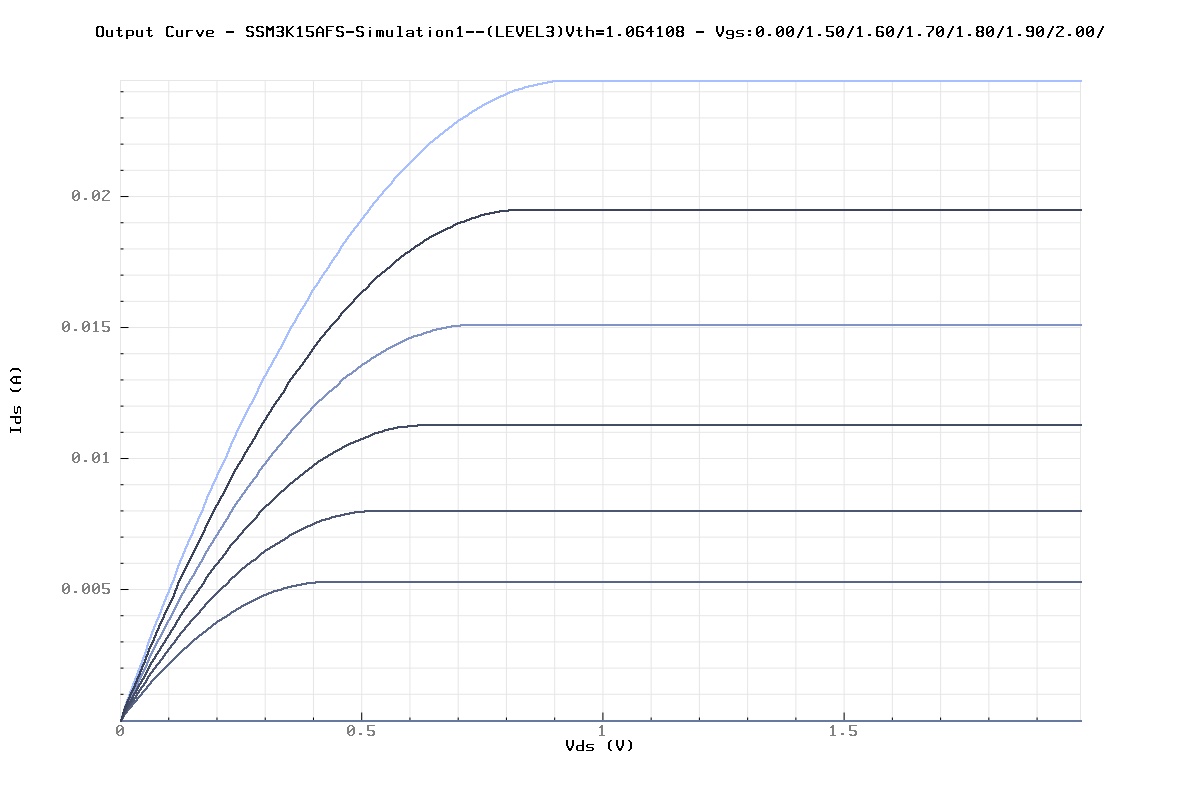 Output Curve - SSM3K15AFS-Simulation1--(LEVEL3)Vth=1.064108 - Vgs:0.00/1.50/1.60/1.70/1.80/1.90/2.00/
0.02
0.015
0.01
0.005
Ids (A)
0 0.5 1 1.5
Vds (V)